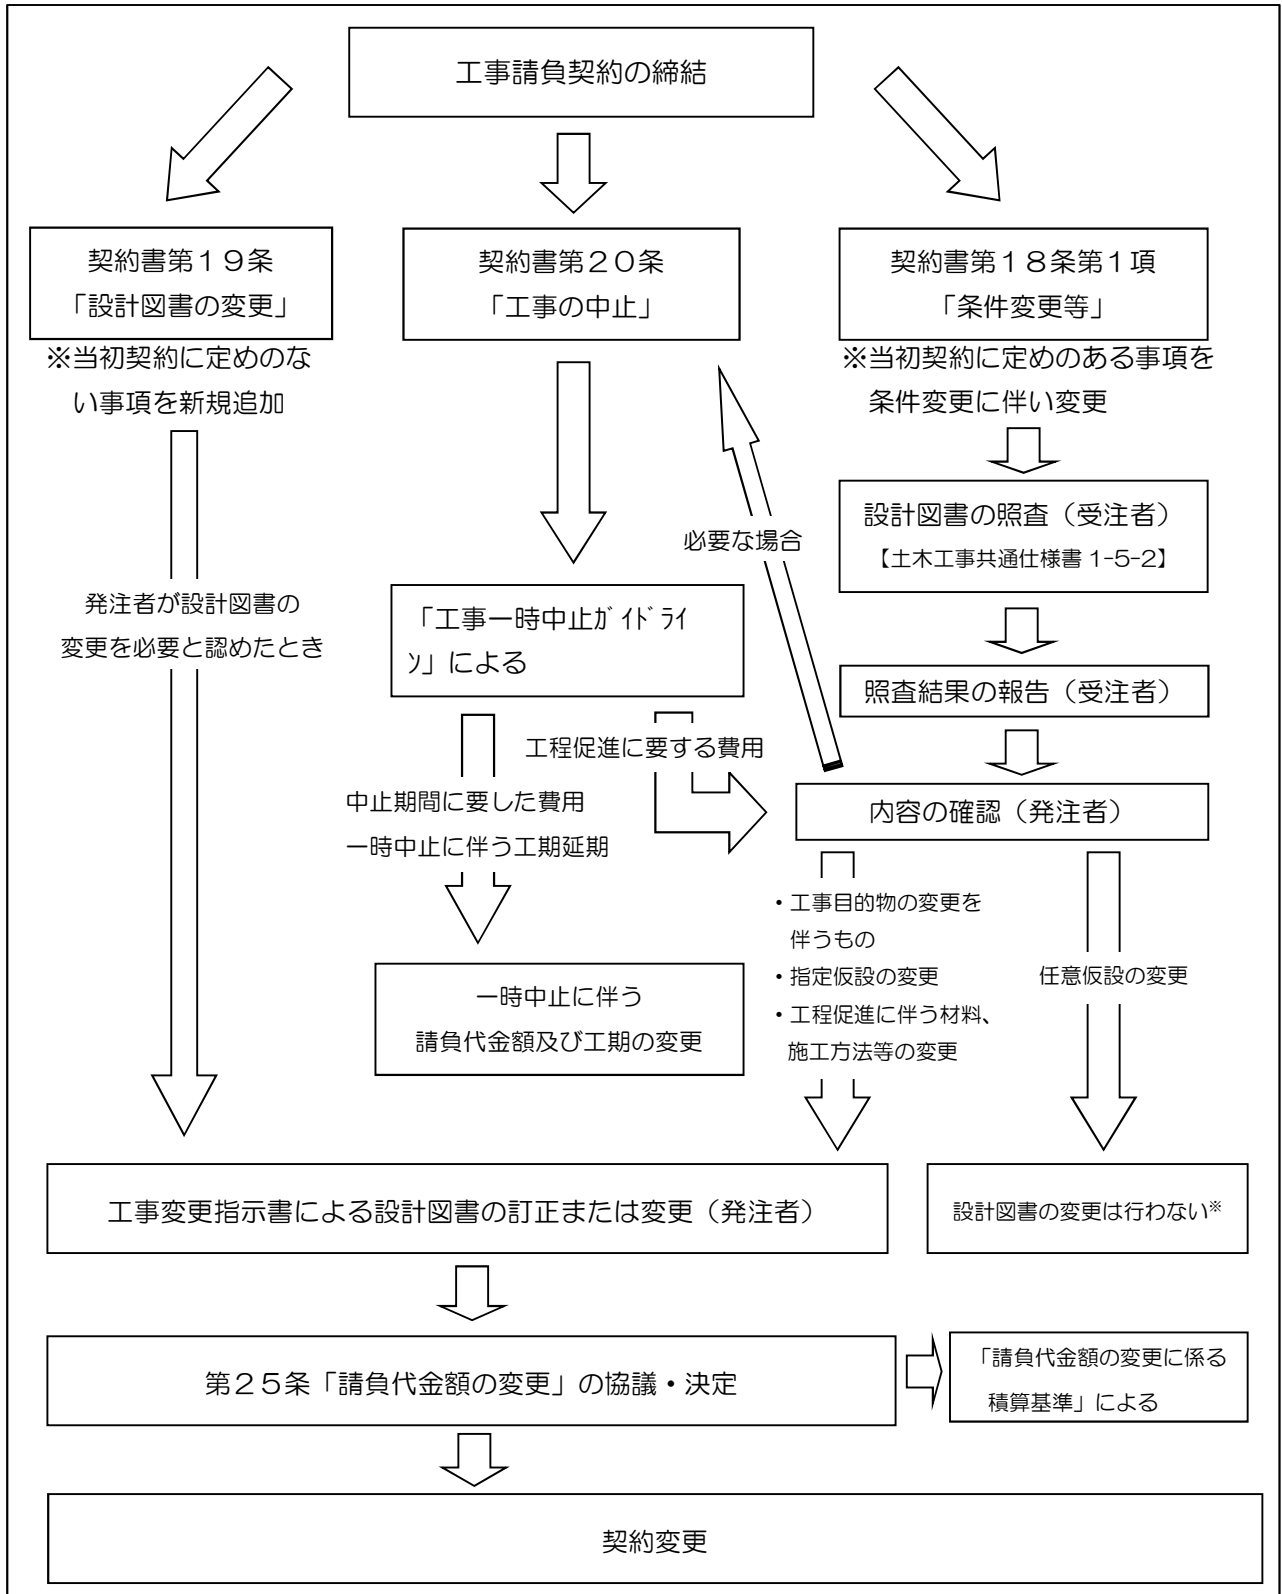 工事請負契約の締結
契約書第１９条
「設計図書の変更」
※当初契約に定めのな
い事項を新規追加
発注者が設計図書の
変更を必要と認めたとき
契約書第２０条
「工事の中止」
「工事一時中止ｶﾞｲﾄﾞﾗｲ
ﾝ」による
工程促進に要する費用
中止期間に要した費用
一時中止に伴う工期延期
一時中止に伴う
請負代金額及び工期の変更
契約書第１８条第１項
「条件変更等」
※当初契約に定めのある事項を
条件変更に伴い変更
設計図書の照査（受注者）
【土木工事共通仕様書 1-5-2】
必要な場合
照査結果の報告（受注者）
内容の確認（発注者）
・工事目的物の変更を
伴うもの
・指定仮設の変更
・工程促進に伴う材料、
施工方法等の変更
任意仮設の変更
工事変更指示書による設計図書の訂正または変更（発注者）
設計図書の変更は行わない※
第２５条「請負代金額の変更」の協議・決定
「請負代金額の変更に係る
積算基準」による
契約変更